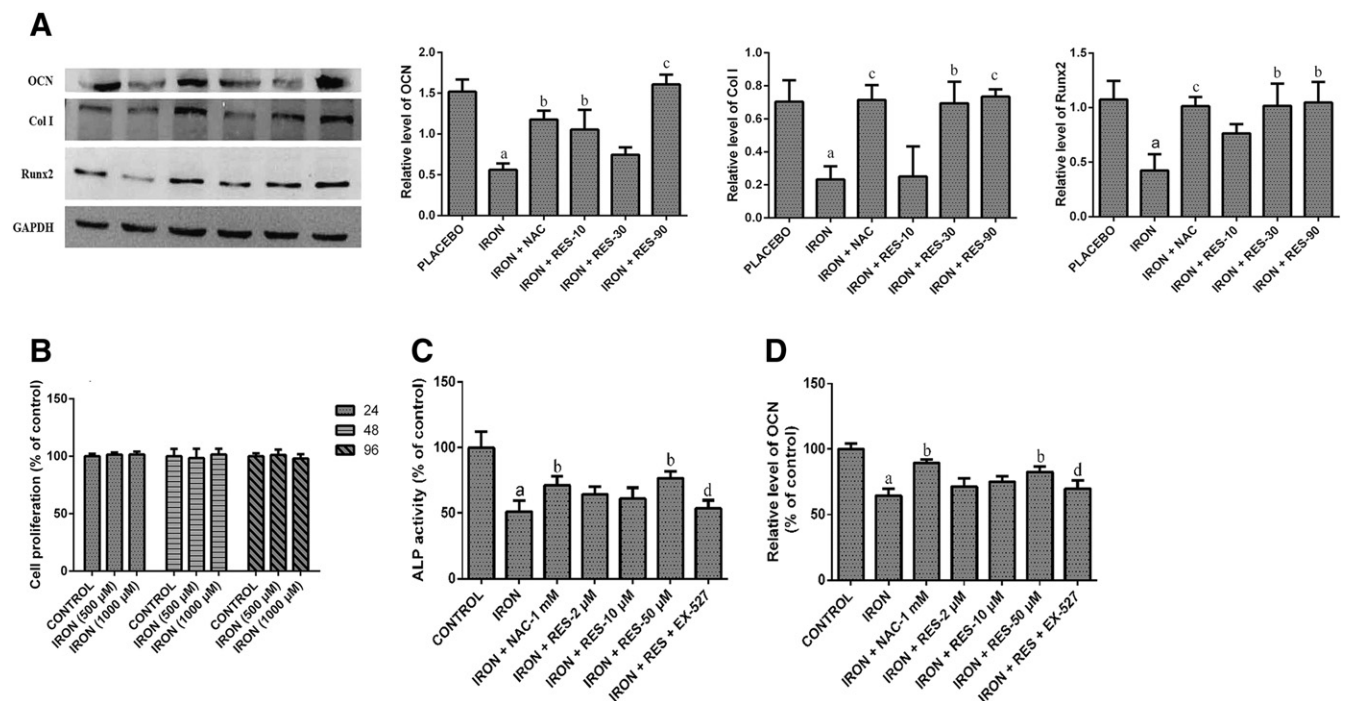 A
OCN
Col I
Runx2
GAPDH
Relative level of OCN
2.0
1.5
1.0
0.5
0.0
a
b
b
c
PLACEBO
IRON
IRON + NAC
IRON + RES-10
IRON + RES-30
IRON + RES-90
Relative level of Col I
0.8
0.6
0.4
0.2
0.0
a
c
b
c
PLACEBO
IRON
IRON + NAC
IRON + RES-10
IRON + RES-30
IRON + RES-90
Relative level of Runx2
1.5
1.0
0.5
0.0
a
c
b
b
PLACEBO
IRON
IRON + NAC
IRON + RES-10
IRON + RES-30
IRON + RES-90
B
Cell proliferation (% of control)
150
100
50
0
24
48
96
CONTROL
IRON (500 µM)
IRON (1000 µM)
CONTROL
IRON (500 µM)
IRON (1000 µM)
CONTROL
IRON (500 µM)
IRON (1000 µM)
C
ALP activity (% of control)
150
100
50
0
a
b
b
d
CONTROL
IRON
IRON + NAC-1 mM
IRON + RES-2 µM
IRON + RES-10 µM
IRON + RES-50 µM
IRON + RES + EX-527
D
Relative level of OCN
(% of control)
150
100
50
0
a
b
b
d
CONTROL
IRON
IRON + NAC-1 mM
IRON + RES-2 µM
IRON + RES-10 µM
IRON + RES-50 µM
IRON + RES + EX-527